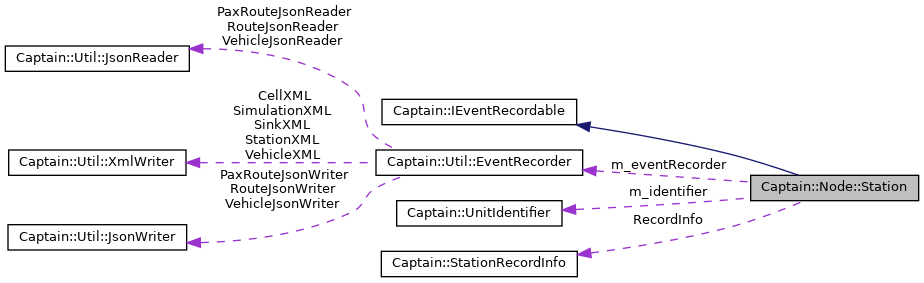 PaxRouteJsonReader
RouteJsonReader
VehicleJsonReader
Captain::Util::JsonReader
CellXML
SimulationXML
SinkXML
StationXML
VehicleXML
Captain::IEventRecordable
Captain::Util::XmlWriter
Captain::Util::EventRecorder
m_eventRecorder
PaxRouteJsonWriter
RouteJsonWriter
VehicleJsonWriter
m_identifier
Captain::Node::Station
Captain::UnitIdentifier
RecordInfo
Captain::Util::JsonWriter
Captain::StationRecordInfo